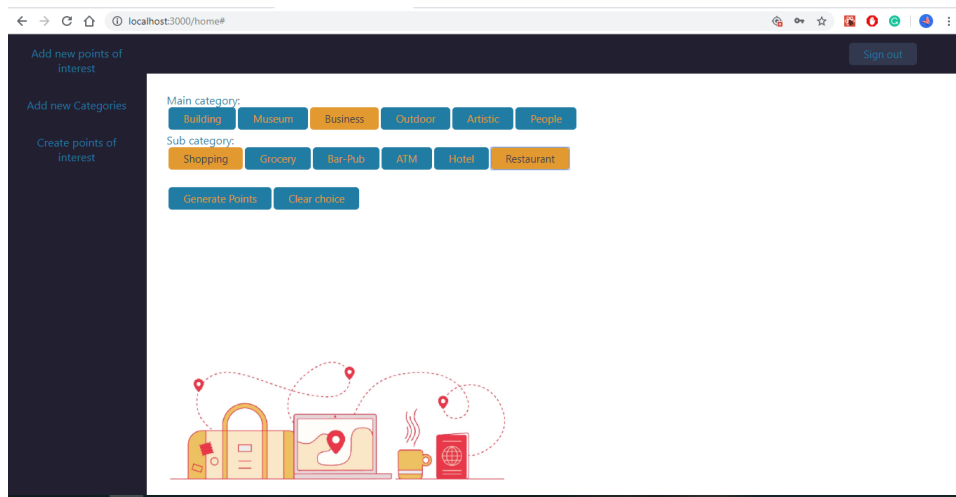 localhost:3000/home#
Add new points of
interest
Sign out
Add new Categories
Create points of
interest
Main category:
Building Museum Business Outdoor Artistic People
Sub category:
Shopping Grocery Bar-Pub ATM Hotel Restaurant
Generate Points Clear choice